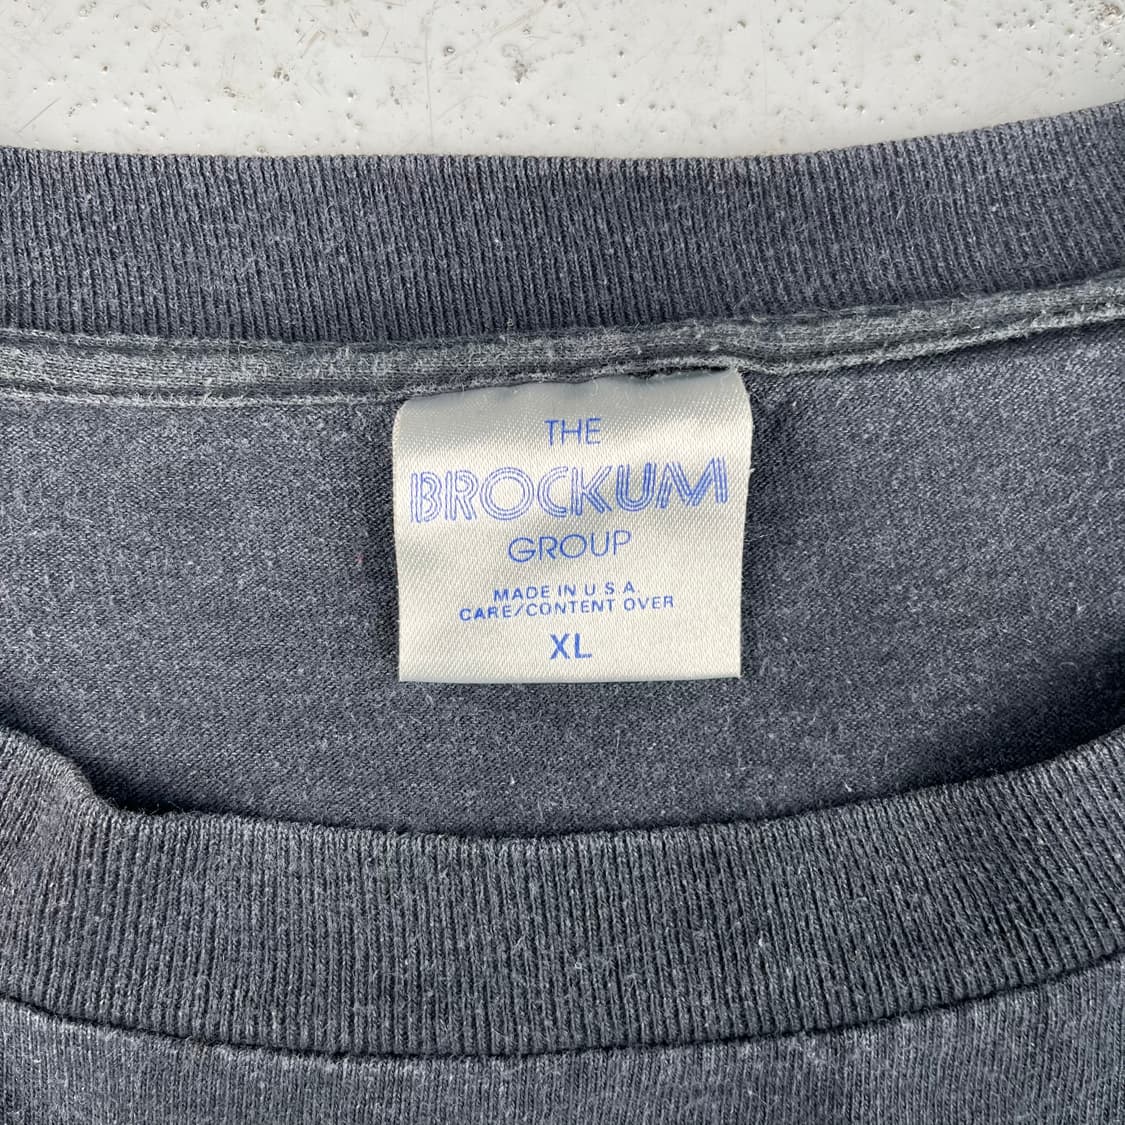 THE
BROCKUM
GROUP
MADE IN U.S.A.
CARE/CONTENT OVER
XL